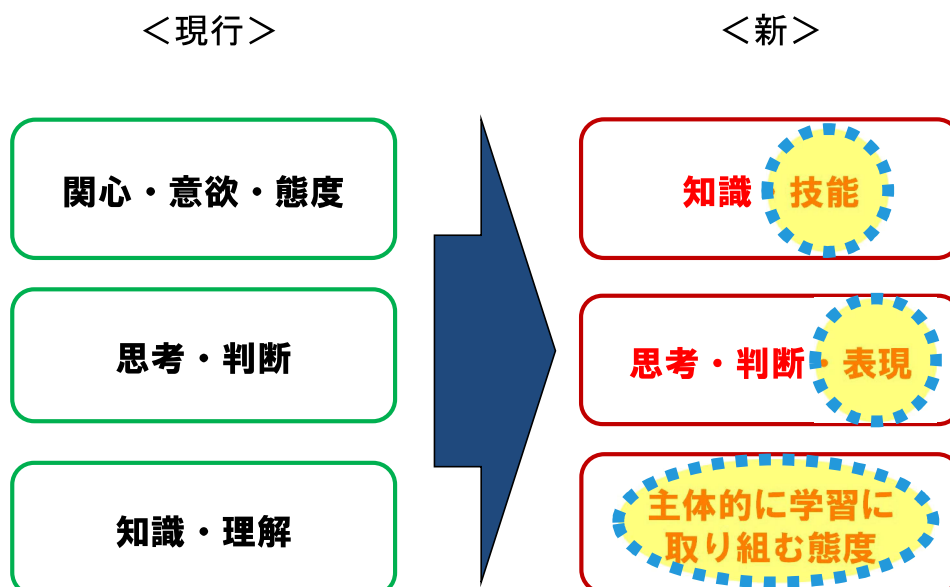 <現行>
<新>
関心・意欲・態度
知識・技能
思考・判断
思考・判断・表現
知識・理解
主体的に学習に
取り組む態度